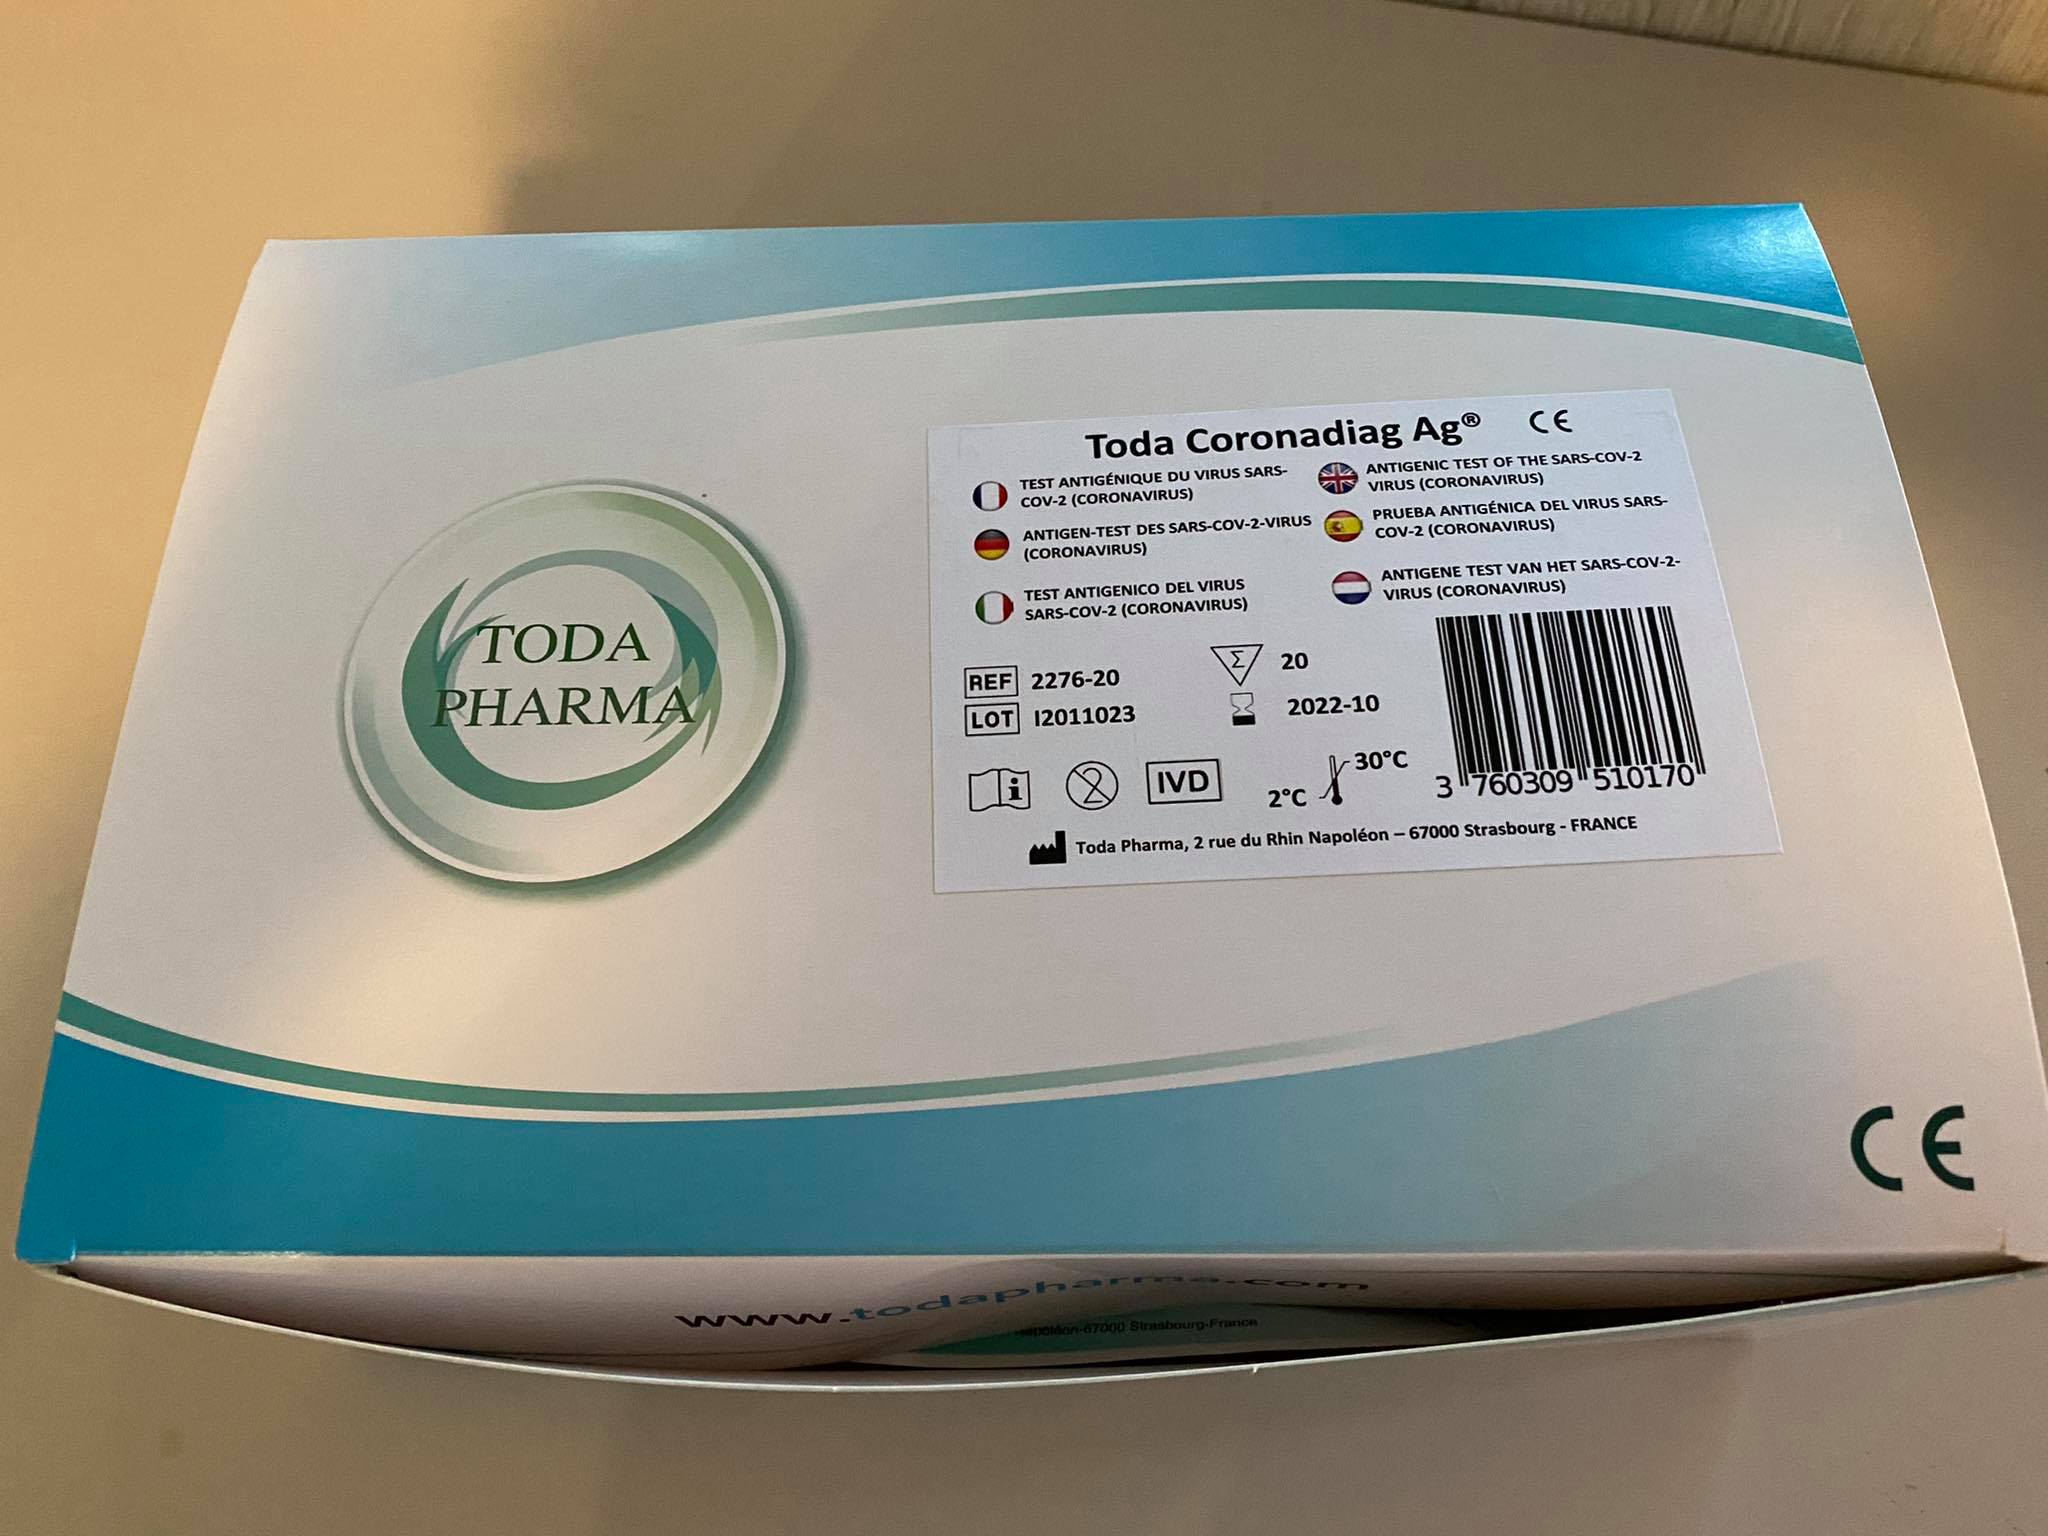 TODA
PHARMA
Toda Coronadiag Ag® CE
TEST ANTIGÉNIQUE DU VIRUS SARS-
COV-2 (CORONAVIRUS)
ANTIGENIC TEST OF THE SARS-COV-2
VIRUS (CORONAVIRUS)
ANTIGEN-TEST DES SARS-COV-2-VIRUS
(CORONAVIRUS)
PRUEBA ANTIGÉNICA DEL VIRUS SARS-
COV-2 (CORONAVIRUS)
TEST ANTIGENICO DEL VIRUS
SARS-COV-2 (CORONAVIRUS)
ANTIGENE TEST VAN HET SARS-COV-2-
VIRUS (CORONAVIRUS)
REF 2276-20
Σ 20
LOT I2011023
2022-10
i 2 IVD
2°C 30°C
3 760309 510170
Toda Pharma, 2 rue du Rhin Napoléon – 67000 Strasbourg - FRANCE
CE
www.todapharma.com
67000 Strasbourg-France